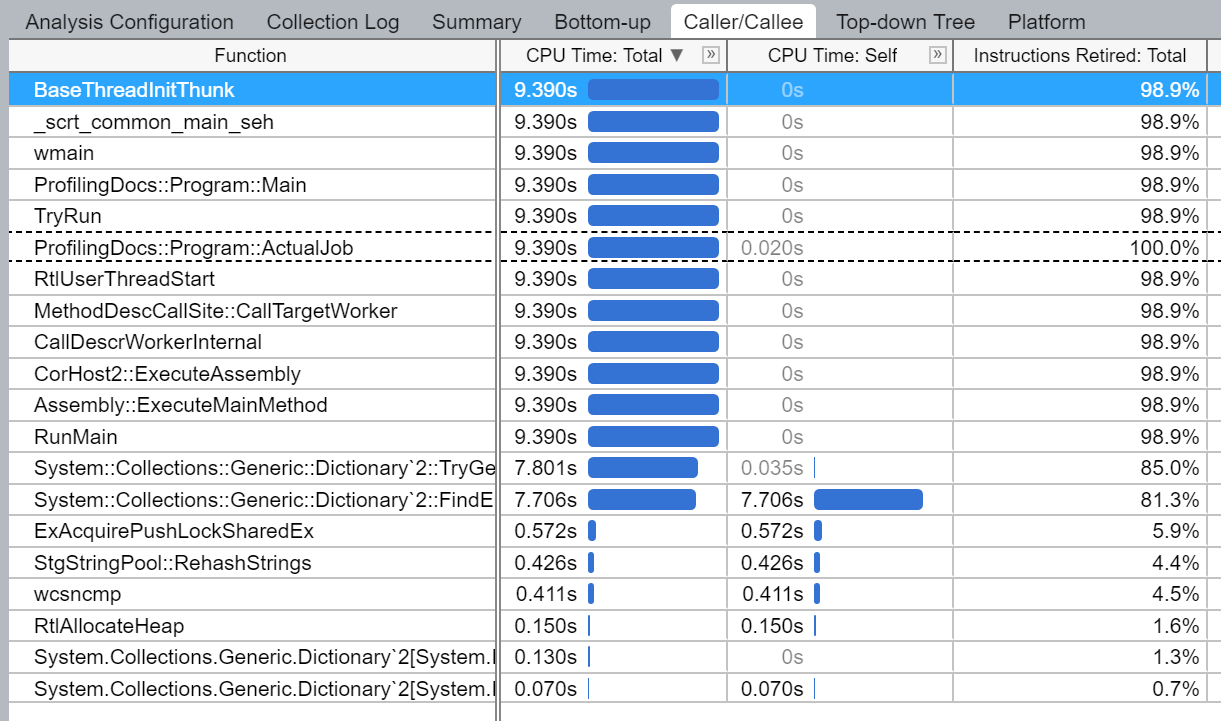 Analysis Configuration Collection Log Summary Bottom-up Caller/Callee Top-down Tree Platform
Function CPU Time: Total ▼ » CPU Time: Self » Instructions Retired: Total
BaseThreadInitThunk 9.390s 0s 98.9%
_scrt_common_main_seh 9.390s 0s 98.9%
wmain 9.390s 0s 98.9%
ProfilingDocs::Program::Main 9.390s 0s 98.9%
TryRun 9.390s 0s 98.9%
ProfilingDocs::Program::ActualJob 9.390s 0.020s 100.0%
RtlUserThreadStart 9.390s 0s 98.9%
MethodDescCallSite::CallTargetWorker 9.390s 0s 98.9%
CallDescrWorkerInternal 9.390s 0s 98.9%
CorHost2::ExecuteAssembly 9.390s 0s 98.9%
Assembly::ExecuteMainMethod 9.390s 0s 98.9%
RunMain 9.390s 0s 98.9%
System::Collections::Generic::Dictionary`2::TryGe 7.801s 0.035s 85.0%
System::Collections::Generic::Dictionary`2::FindE 7.706s 7.706s 81.3%
ExAcquirePushLockSharedEx 0.572s 0.572s 5.9%
StgStringPool::RehashStrings 0.426s 0.426s 4.4%
wcsncmp 0.411s 0.411s 4.5%
RtlAllocateHeap 0.150s 0.150s 1.6%
System.Collections.Generic.Dictionary`2[System. 0.130s 0s 1.3%
System.Collections.Generic.Dictionary`2[System. 0.070s 0.070s 0.7%